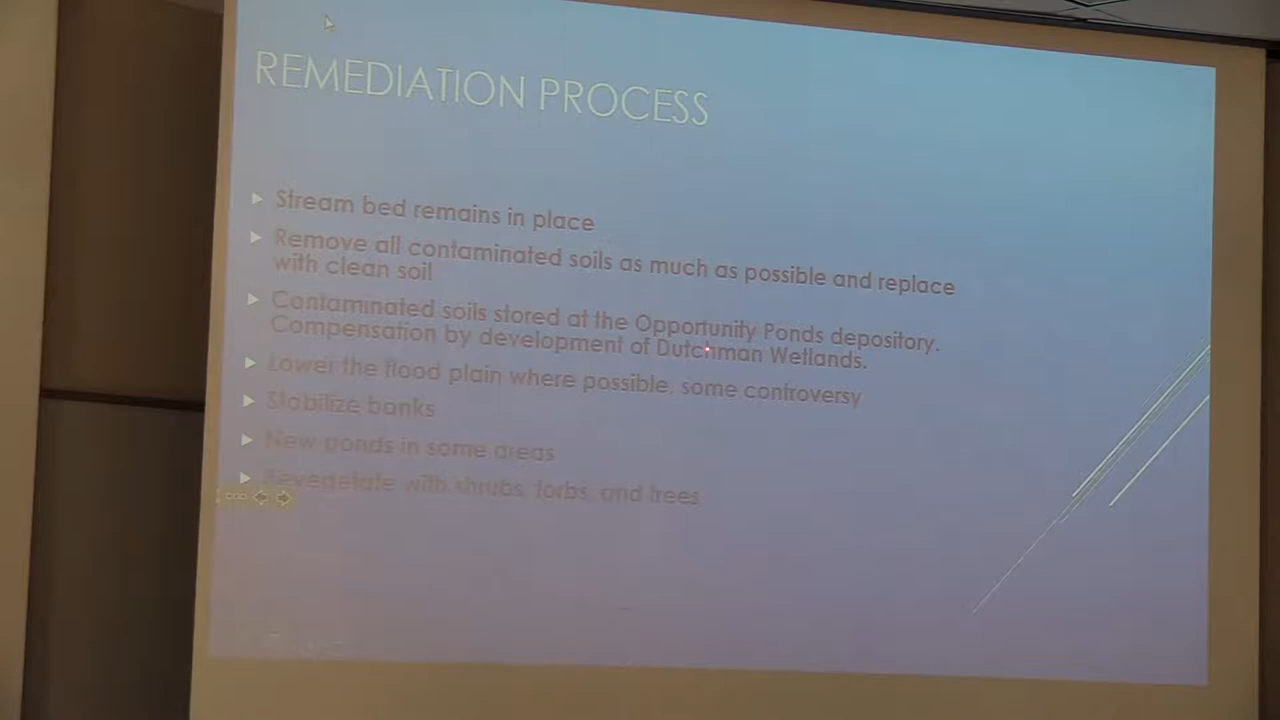 REMEDIATION PROCESS
Stream bed remains in place
Remove all contaminated soils as much as possible and replace
with clean soil
Contaminated soils stored at the Opportunity Ponds depository.
Compensation by development of Dutchman Wetlands.
Lower the flood plain where possible, some controversy
Stabilize banks
New ponds in some areas
Revegetate with shrubs, forbs, and trees